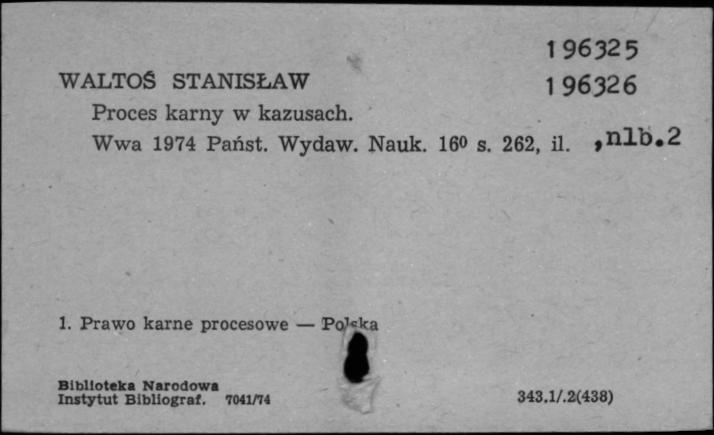 196325
WALTOŚ STANISŁAW 196326
Proces karny w kazusach.
Wwa 1974 Państ. Wydaw. Nauk. 16⁰ s. 262, il. ,nlb.2
1. Prawo karne procesowe — Polska
Biblioteka Narodowa
Instytut Bibliograf. 7041/74 343.1/.2(438)